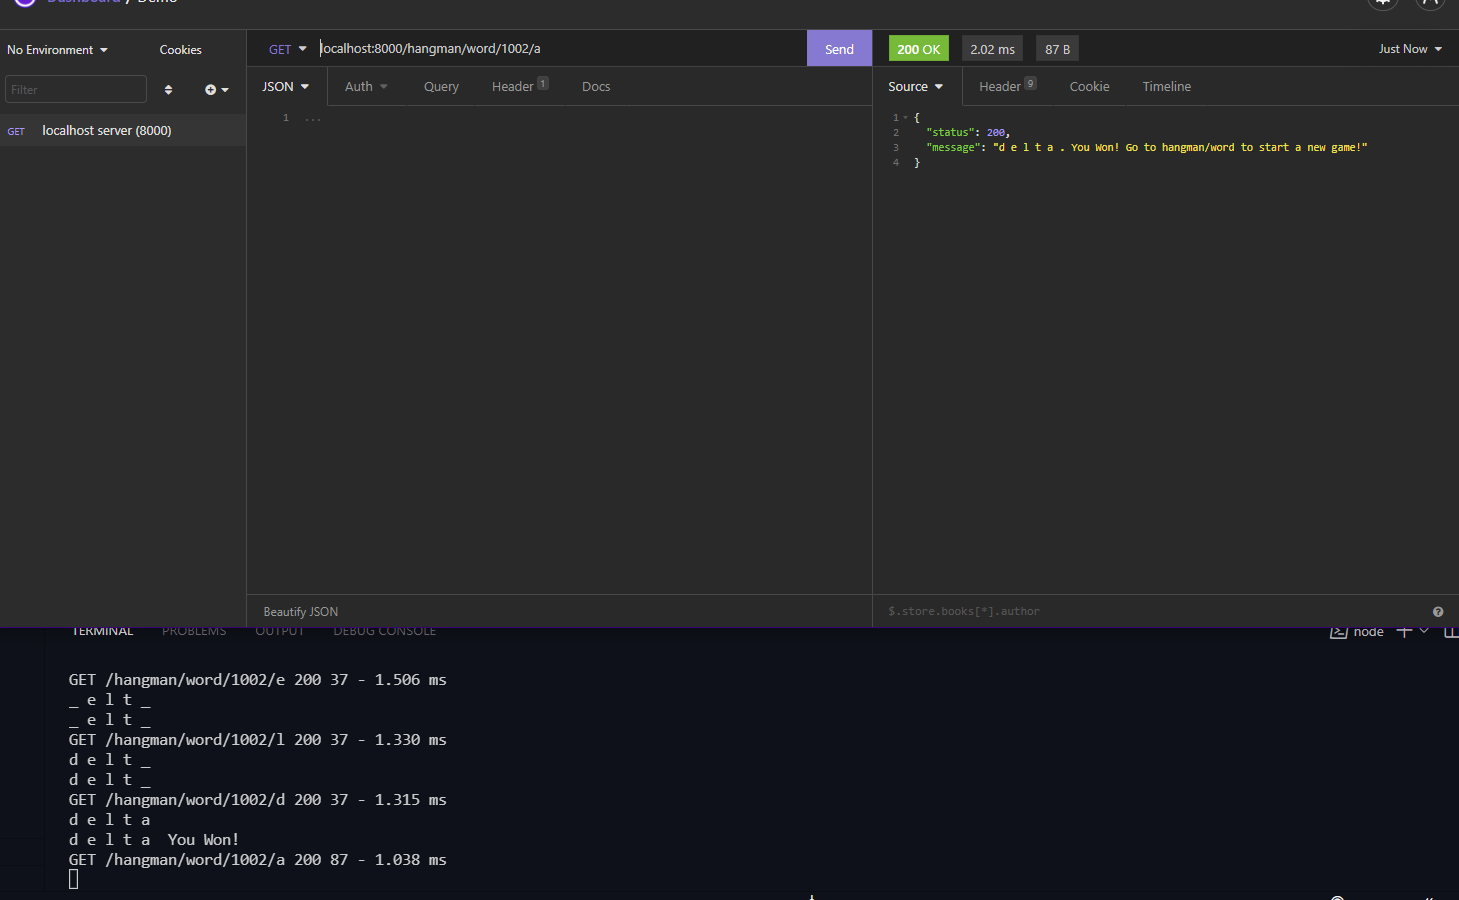 Dashboard / Demo
No Environment
Cookies
Filter
GET localhost server (8000)
GET localhost:8000/hangman/word/1002/a
Send
JSON Auth Query Header 1 Docs
1 ...
Beautify JSON
200 OK 2.02 ms 87 B Just Now
Source Header 9 Cookie Timeline
1 {
2 "status": 200,
3 "message": "d e l t a . You Won! Go to hangman/word to start a new game!"
4 }
$.store.books[*].author
TERMINAL PROBLEMS OUTPUT DEBUG CONSOLE
node
GET /hangman/word/1002/e 200 37 - 1.506 ms
_ e l t _
_ e l t _
GET /hangman/word/1002/l 200 37 - 1.330 ms
d e l t _
d e l t _
GET /hangman/word/1002/d 200 37 - 1.315 ms
d e l t a
d e l t a  You Won!
GET /hangman/word/1002/a 200 87 - 1.038 ms